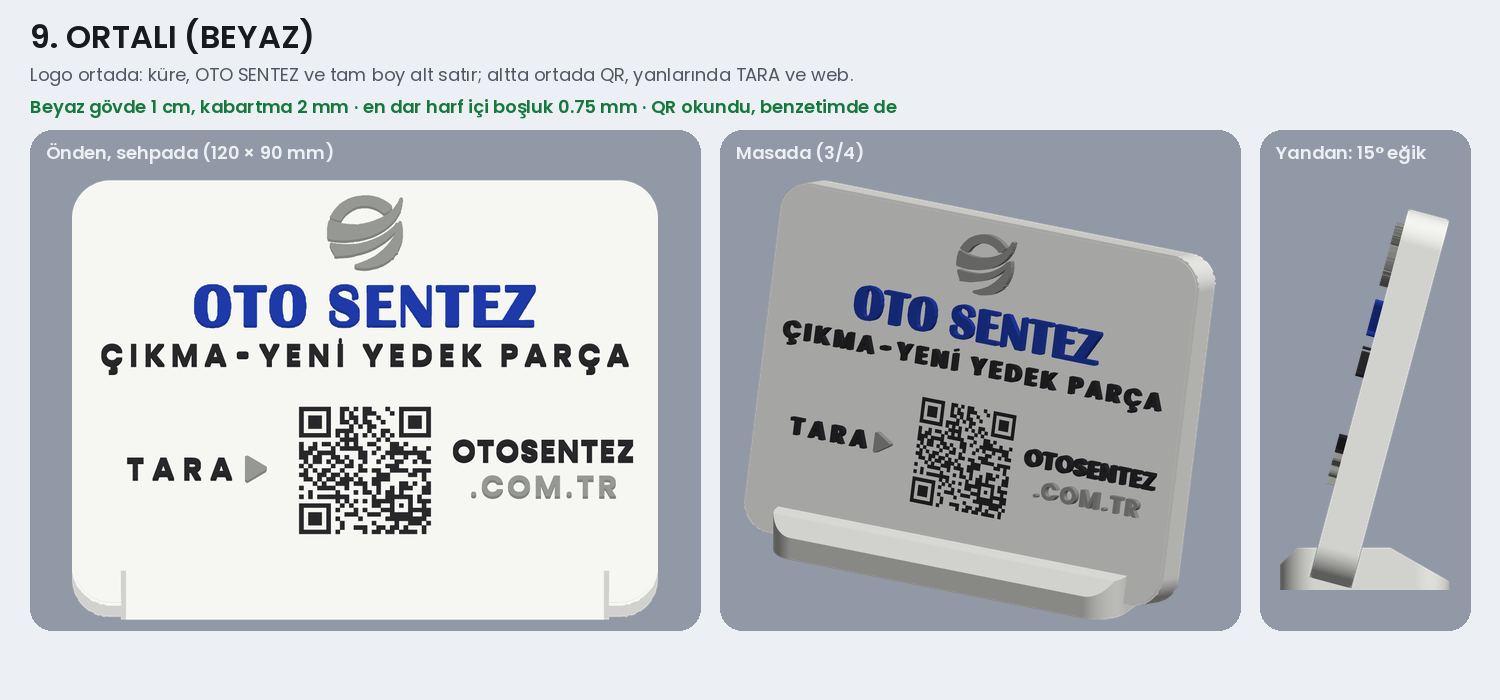 9. ORTALI (BEYAZ)
Logo ortada: küre, OTO SENTEZ ve tam boy alt satır; altta ortada QR, yanlarında TARA ve web.
Beyaz gövde 1 cm, kabartma 2 mm · en dar harf içi boşluk 0.75 mm · QR okundu, benzetimde de
Önden, sehpada (120 × 90 mm)
OTO SENTEZ
ÇIKMA-YENİ YEDEK PARÇA
TARA
OTOSENTEZ
.COM.TR
Masada (3/4)
OTO SENTEZ
ÇIKMA-YENİ YEDEK PARÇA
TARA
OTOSENTEZ
.COM.TR
Yandan: 15° eğik